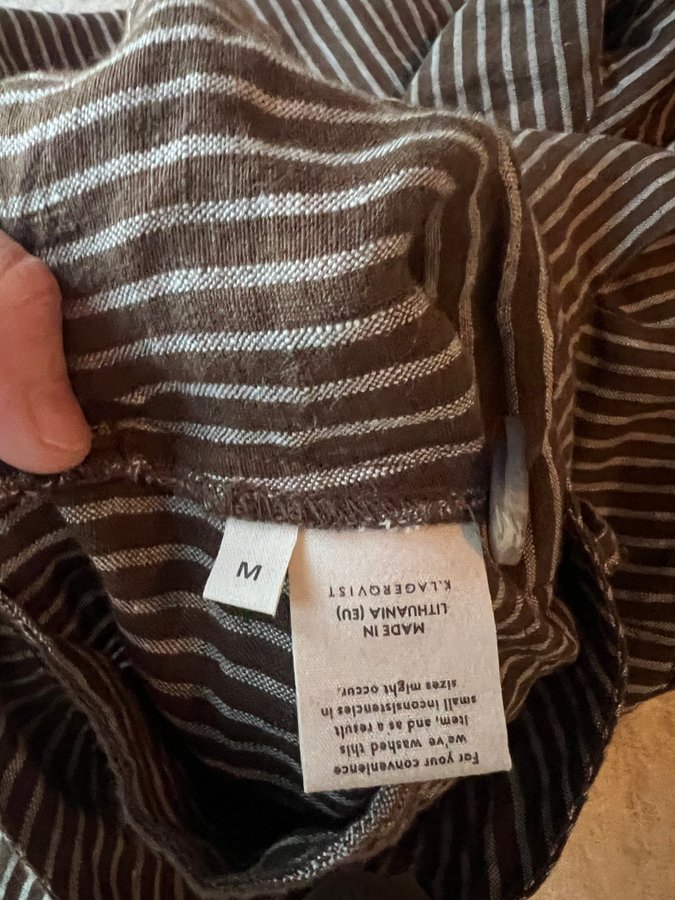 M
For your convenience
we've washed this
item, and as a result
small inconsistencies in
sizes might occur.
MADE IN
LITHUANIA (EU)
K.LAGERQVIST